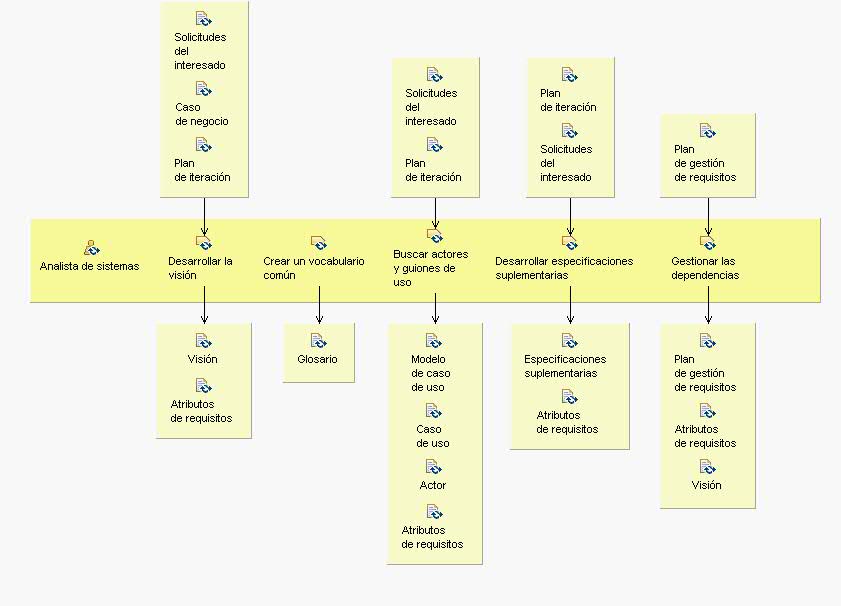 Solicitudes
del
interesado
Caso
de negocio
Plan
de iteración
Solicitudes
del
interesado
Plan
de iteración
Plan
de iteración
Solicitudes
del
interesado
Plan
de gestión
de requisitos
Analista de sistemas
Desarrollar la
visión
Crear un vocabulario
común
Buscar actores
y guiones de
uso
Desarrollar especificaciones
suplementarias
Gestionar las
dependencias
Visión
Atributos
de requisitos
Glosario
Modelo
de caso
de uso
Caso
de uso
Actor
Atributos
de requisitos
Especificaciones
suplementarias
Atributos
de requisitos
Plan
de gestión
de requisitos
Atributos
de requisitos
Visión